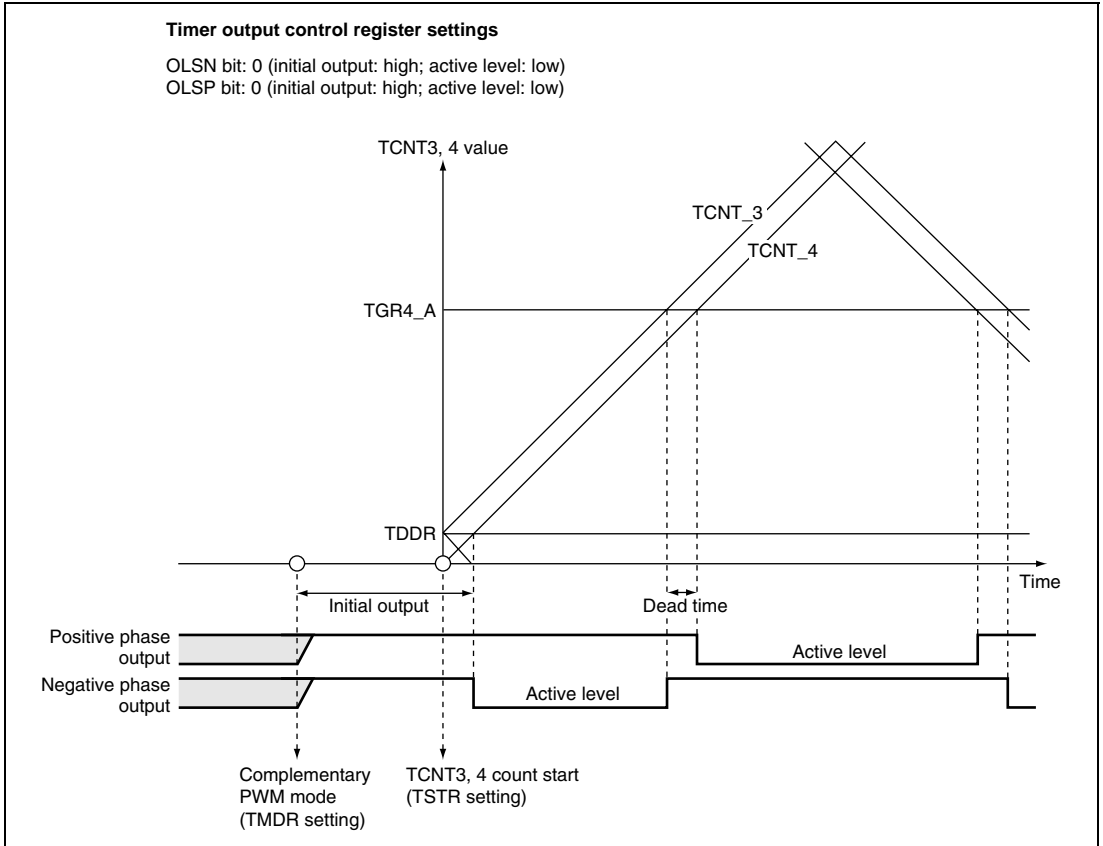 Timer output control register settings
OLSN bit: 0 (initial output: high; active level: low)
OLSP bit: 0 (initial output: high; active level: low)
TCNT3, 4 value
TCNT_3
TCNT_4
TGR4_A
TDDR
Time
Initial output
Dead time
Positive phase
output
Active level
Negative phase
output
Active level
Complementary
PWM mode
(TMDR setting)
TCNT3, 4 count start
(TSTR setting)